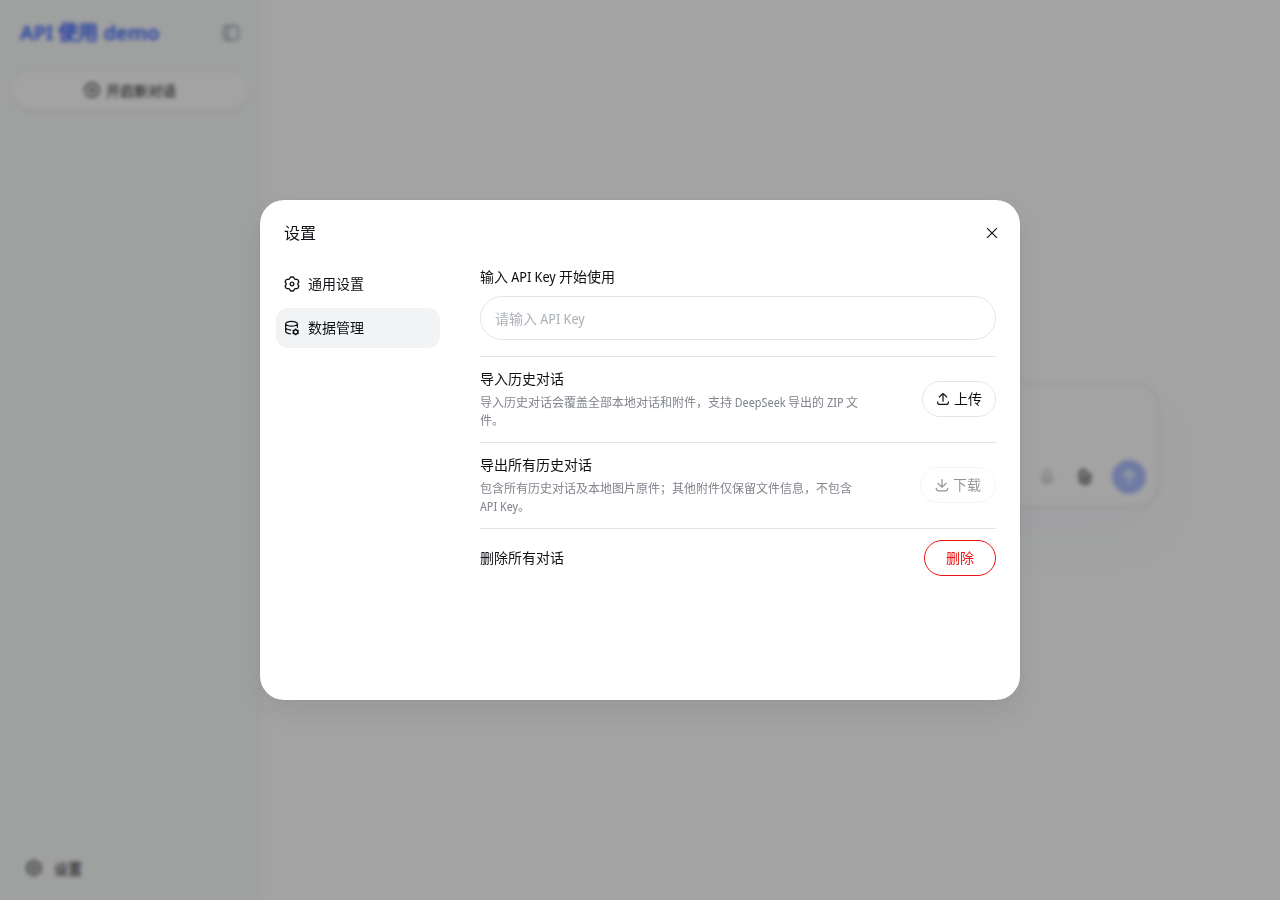 API 使用 demo
开启新对话
设置
通用设置
数据管理
输入 API Key 开始使用
请输入 API Key
导入历史对话
导入历史对话会覆盖全部本地对话和附件，支持 DeepSeek 导出的 ZIP 文
件。
上传
导出所有历史对话
包含所有历史对话及本地图片原件；其他附件仅保留文件信息，不包含
API Key。
下载
删除所有对话
删除
设置